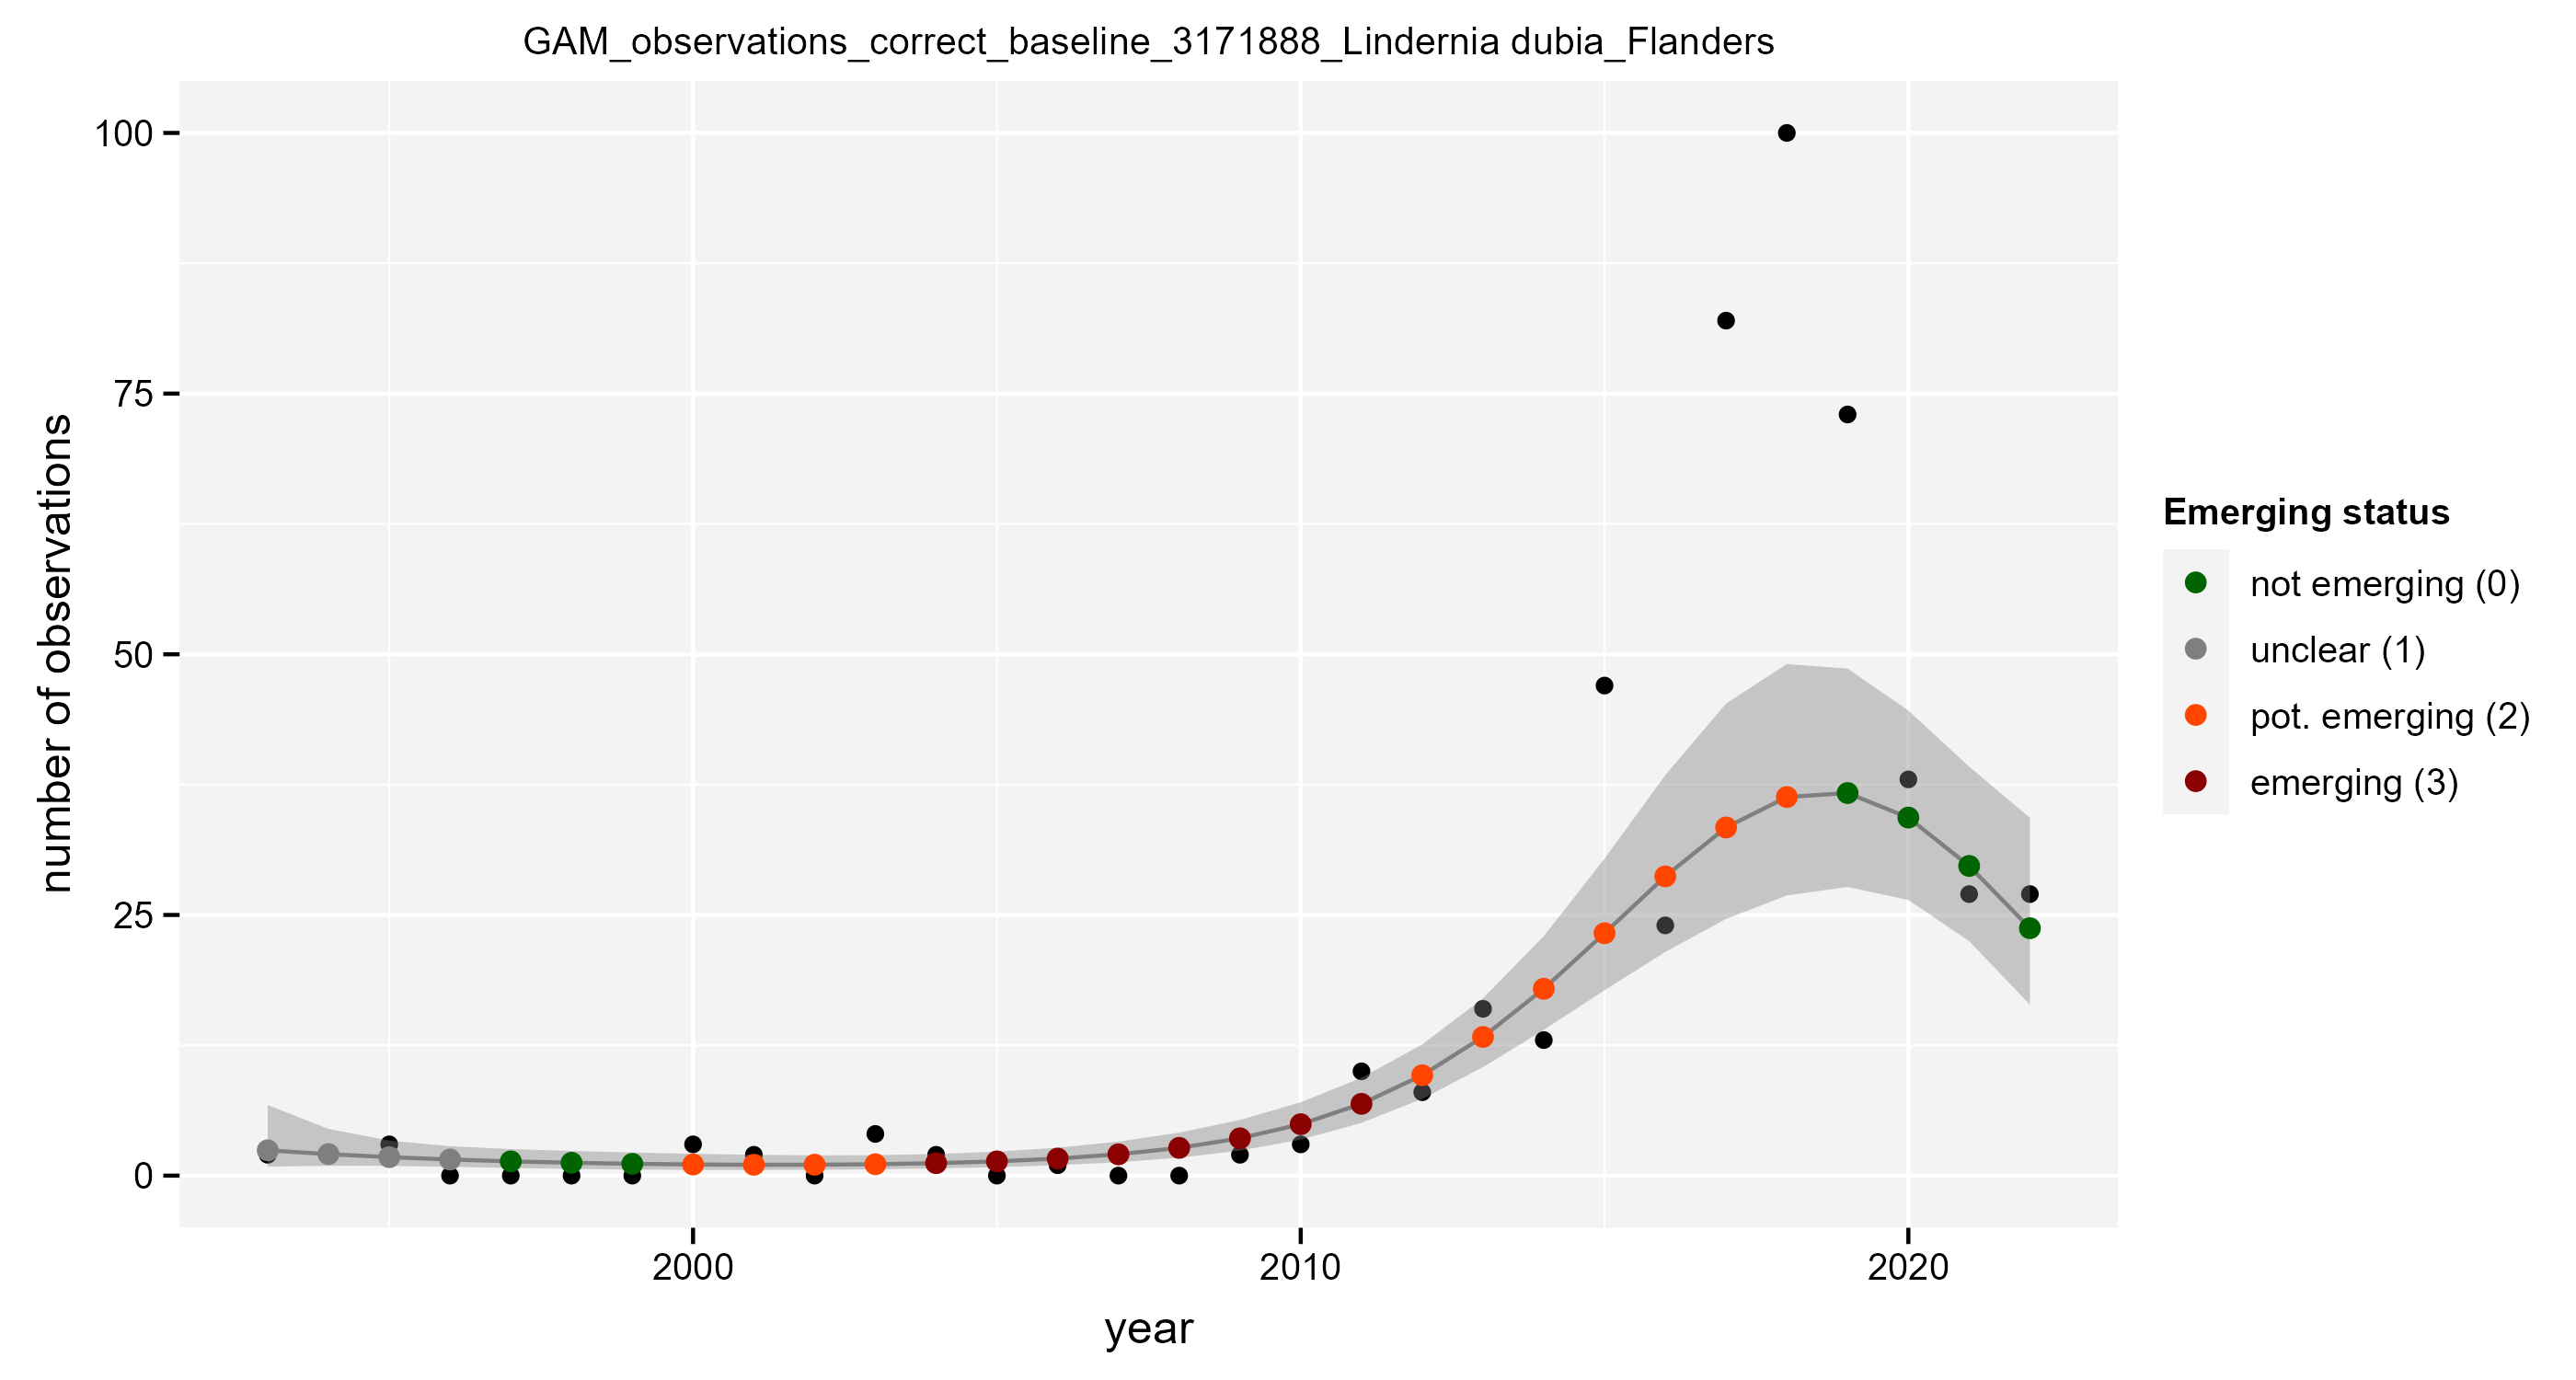 GAM_observations_correct_baseline_3171888_Lindernia dubia_Flanders
number of observations
100
75
50
25
0
2000
2010
2020
year
Emerging status
not emerging (0)
unclear (1)
pot. emerging (2)
emerging (3)